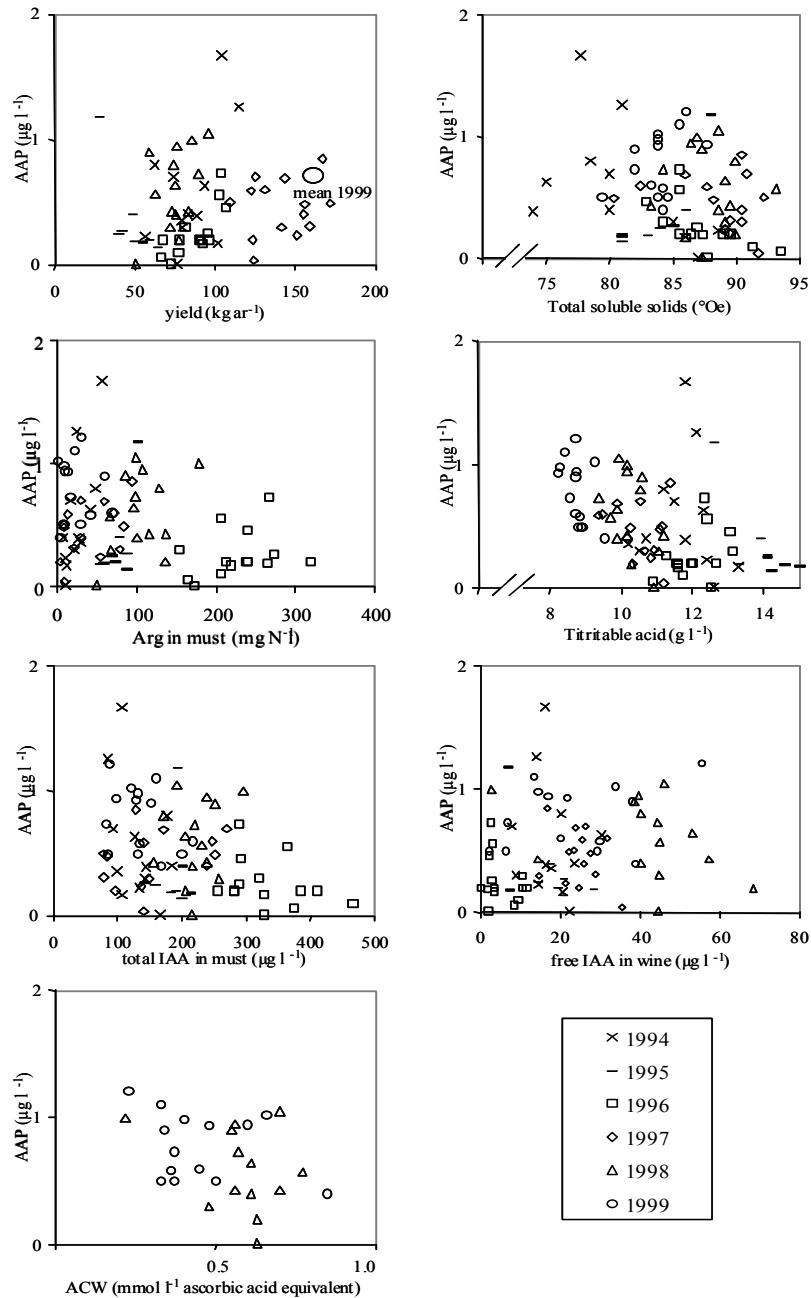 2
1
0
AAP (µg l⁻¹)
mean 1999
0 50 100 150 200
yield (kg ar⁻¹)
2
1
0
AAP (µg l⁻¹)
75 80 85 90 95
Total soluble solids (°Oe)
2
1
0
AAP (µg l⁻¹)
0 100 200 300 400
Arg in must (mg N⁻l)
2
1
0
AAP (µg l⁻¹)
8 10 12 14
Titritable acid (g l⁻¹)
2
1
0
AAP (µg l⁻¹)
0 100 200 300 400 500
total IAA in must (µg l⁻¹)
2
1
0
AAP (µg l⁻¹)
0 20 40 60 80
free IAA in wine (µg l⁻¹)
2
1
0
AAP (µg l⁻¹)
0.5 1.0
ACW (mmol l⁻¹ ascorbic acid equivalent)
1994
1995
1996
1997
1998
1999